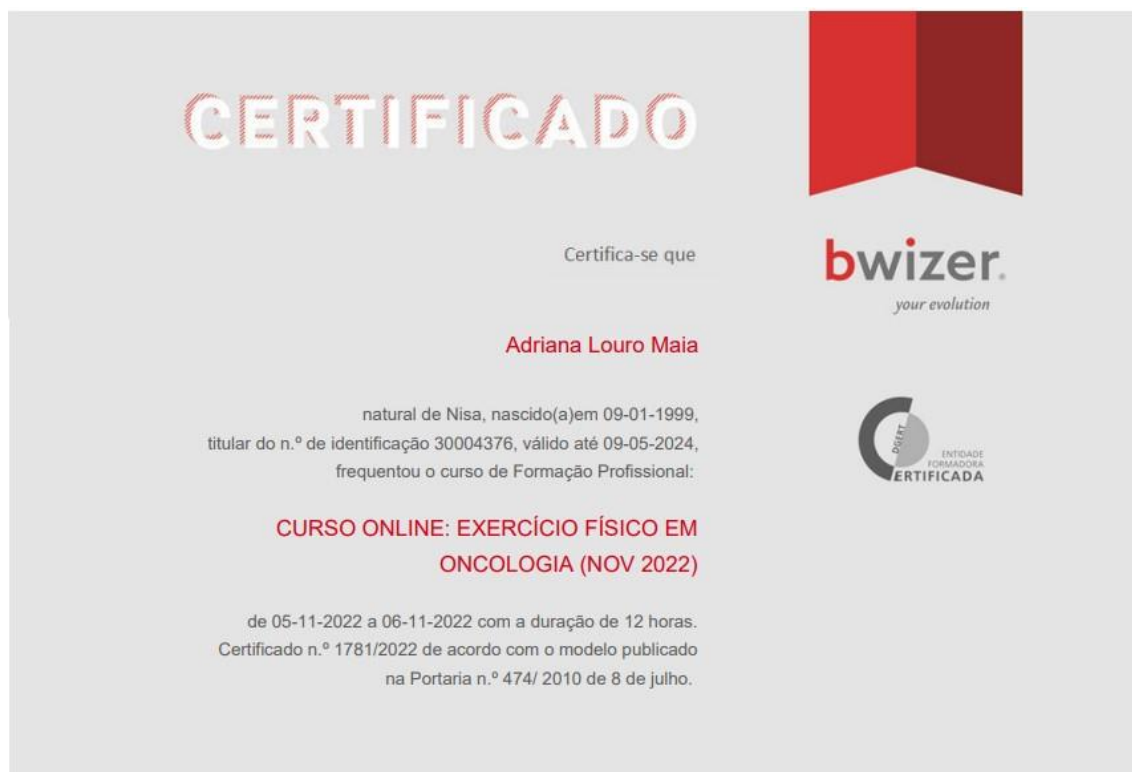 CERTIFICADO
Certifica-se que
Adriana Louro Maia
natural de Nisa, nascido(a)em 09-01-1999,
titular do n.º de identificação 30004376, válido até 09-05-2024,
frequentou o curso de Formação Profissional:
CURSO ONLINE: EXERCÍCIO FÍSICO EM
ONCOLOGIA (NOV 2022)
de 05-11-2022 a 06-11-2022 com a duração de 12 horas.
Certificado n.º 1781/2022 de acordo com o modelo publicado
na Portaria n.º 474/ 2010 de 8 de julho.
bwizer®
your evolution
DGERT
ENTIDADE
FORMADORA
CERTIFICADA